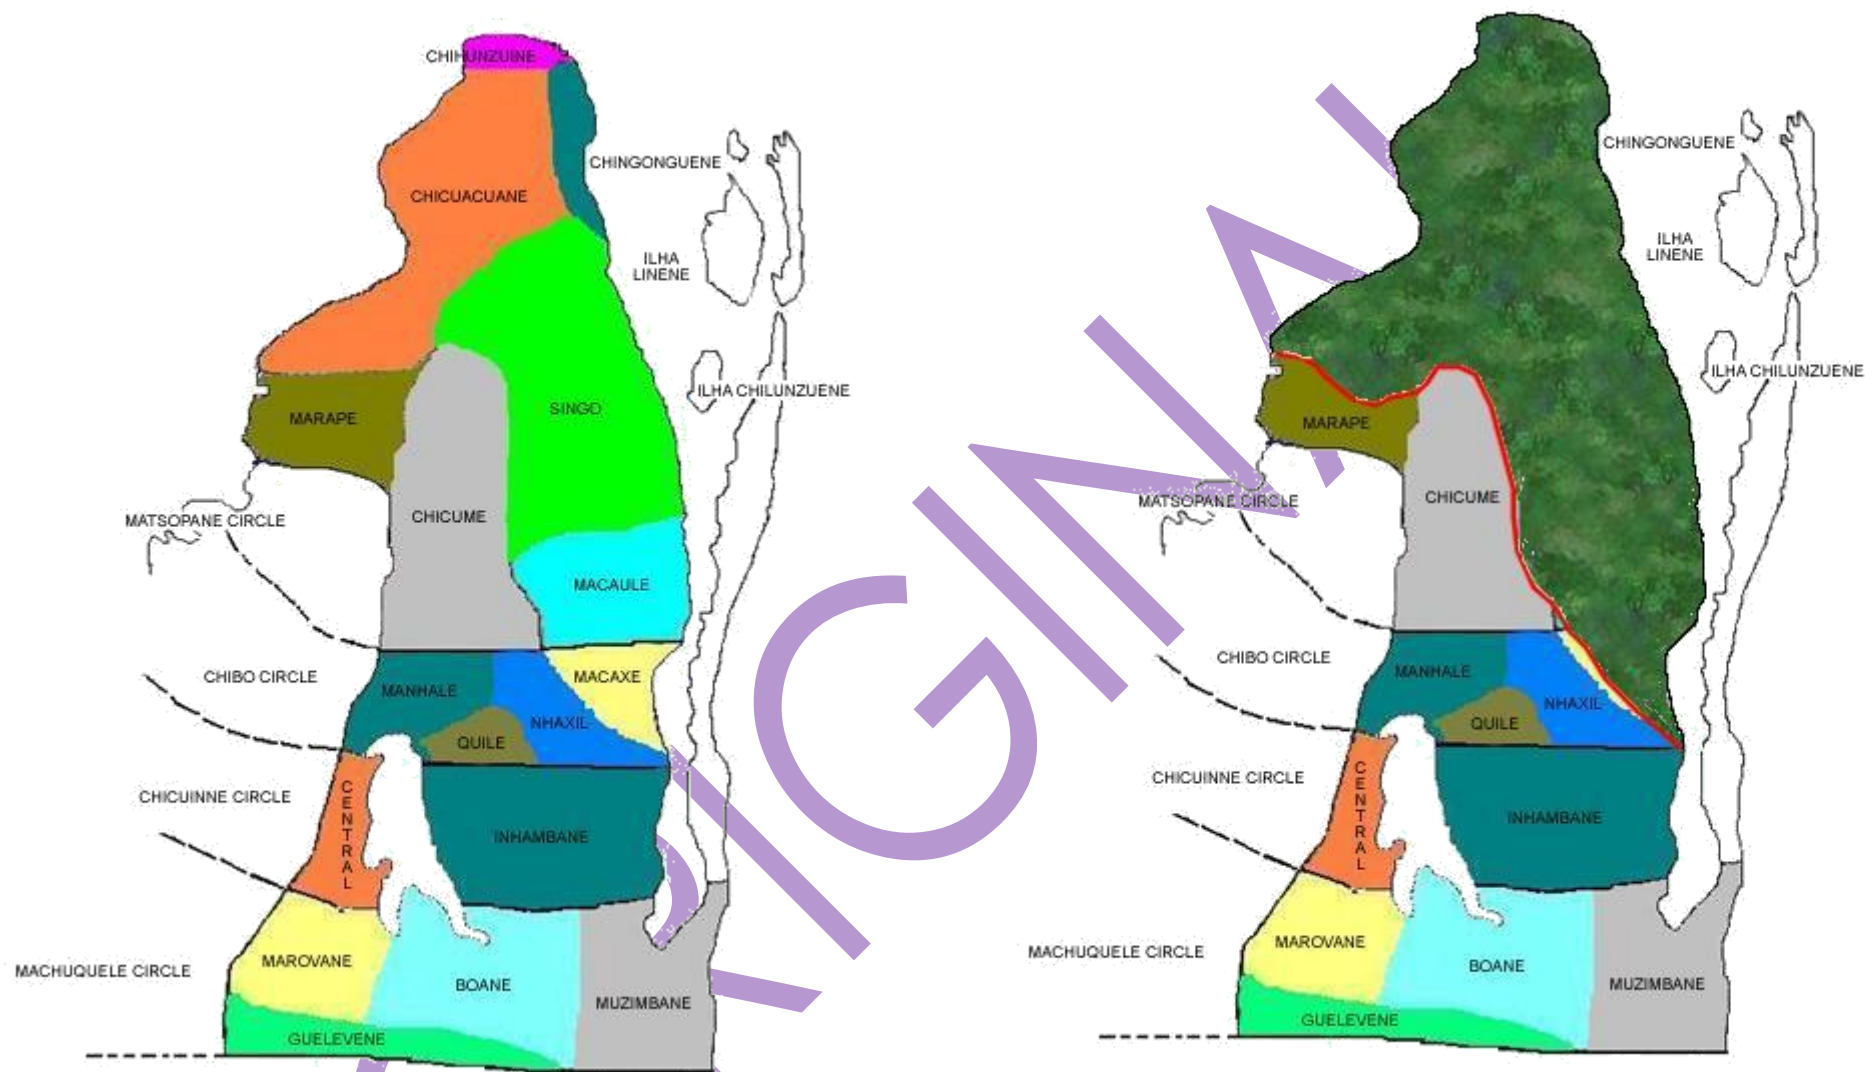 CHIHUNZUINE
CHICUACUANE
CHINGONGUENE
ILHA
LINENE
ILHA CHILUNZUENE
SINGO
MARAPE
CHICUME
MATSOPANE CIRCLE
MACAULE
CHIBO CIRCLE
MANHALE
MACAXE
NHAXIL
QUILE
CHICUINNE CIRCLE
CENTRAL
INHAMBANE
MACHUQUELE CIRCLE
MAROVANE
BOANE
MUZIMBANE
GUELEVENE
CHINGONGUENE
ILHA
LINENE
ILHA CHILUNZUENE
MARAPE
CHICUME
MATSOPANE CIRCLE
CHIBO CIRCLE
MANHALE
NHAXIL
QUILE
CHICUINNE CIRCLE
CENTRAL
INHAMBANE
MACHUQUELE CIRCLE
MAROVANE
BOANE
MUZIMBANE
GUELEVENE